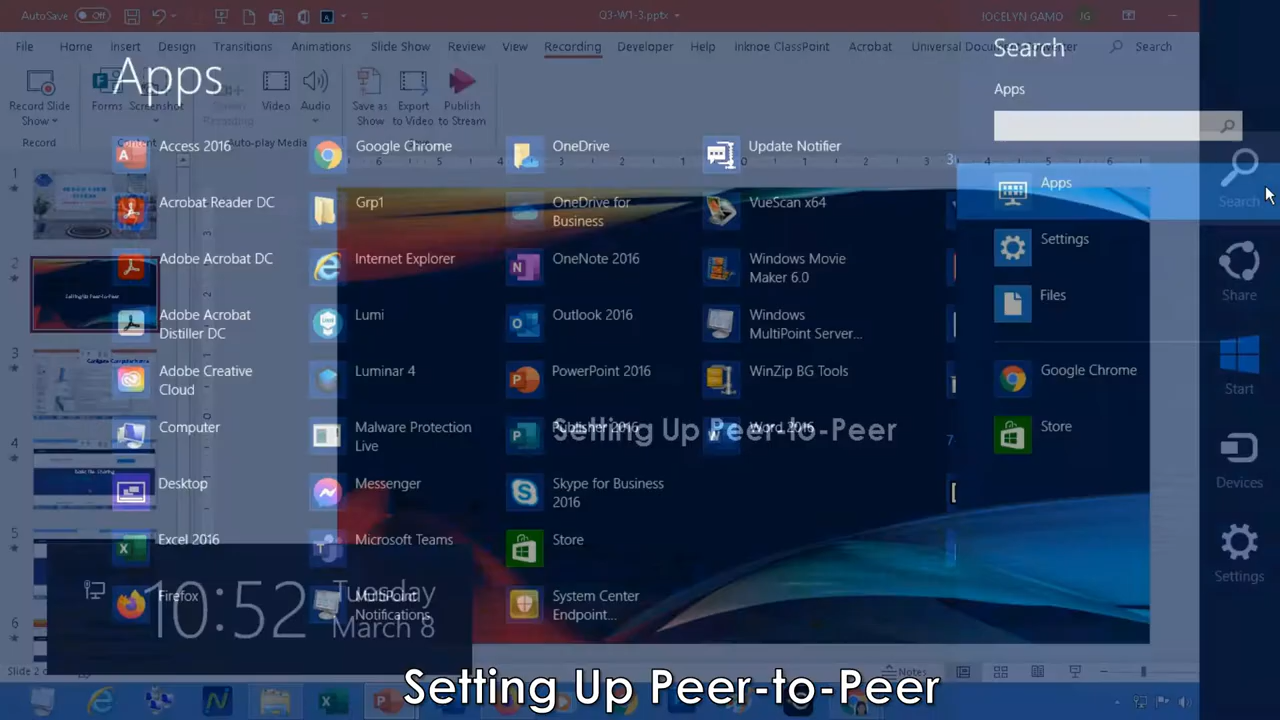 AutoSave Off
Q3-W1-3.pptx
JOCELYN GAMO JG
File Home Insert Design Transitions Animations Slide Show Review View Recording Developer Help Inknoe ClassPoint Acrobat Search
Record Slide Show
Forms
Screenshot
Video
Audio
Save as Show
Export to Video
Publish to Stream
Record
Auto-play Media
Apps
Access 2016
Acrobat Reader DC
Adobe Acrobat DC
Adobe Acrobat
Distiller DC
Adobe Creative
Cloud
Computer
Desktop
Excel 2016
Firefox
Google Chrome
Grp1
Internet Explorer
Lumi
Luminar 4
Malware Protection
Live
Messenger
Microsoft Teams
MultiPoint
Notifications
OneDrive
OneDrive for
Business
OneNote 2016
Outlook 2016
PowerPoint 2016
Publisher 2016
Skype for Business
2016
Store
System Center
Endpoint...
Update Notifier
VueScan x64
Windows Movie
Maker 6.0
Windows
MultiPoint Server...
WinZip BG Tools
Word 2016
Search
Apps
Apps
Settings
Files
Google Chrome
Store
Search
Share
Start
Devices
Settings
Setting Up Peer-to-Peer
10:52
Tuesday
March 8
Notes
Setting Up Peer-to-Peer